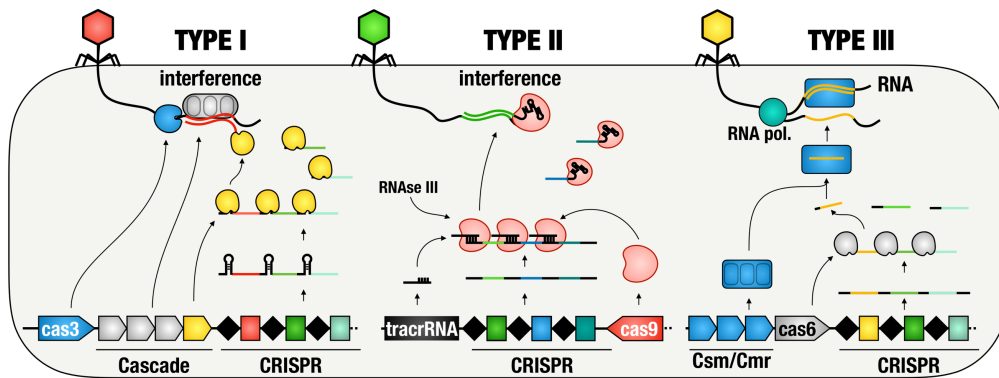 TYPE I
TYPE II
TYPE III
interference
interference
RNA
RNA pol.
RNAse III
cas3
tracrRNA
cas9
cas6
Cascade
CRISPR
CRISPR
Csm/Cmr
CRISPR